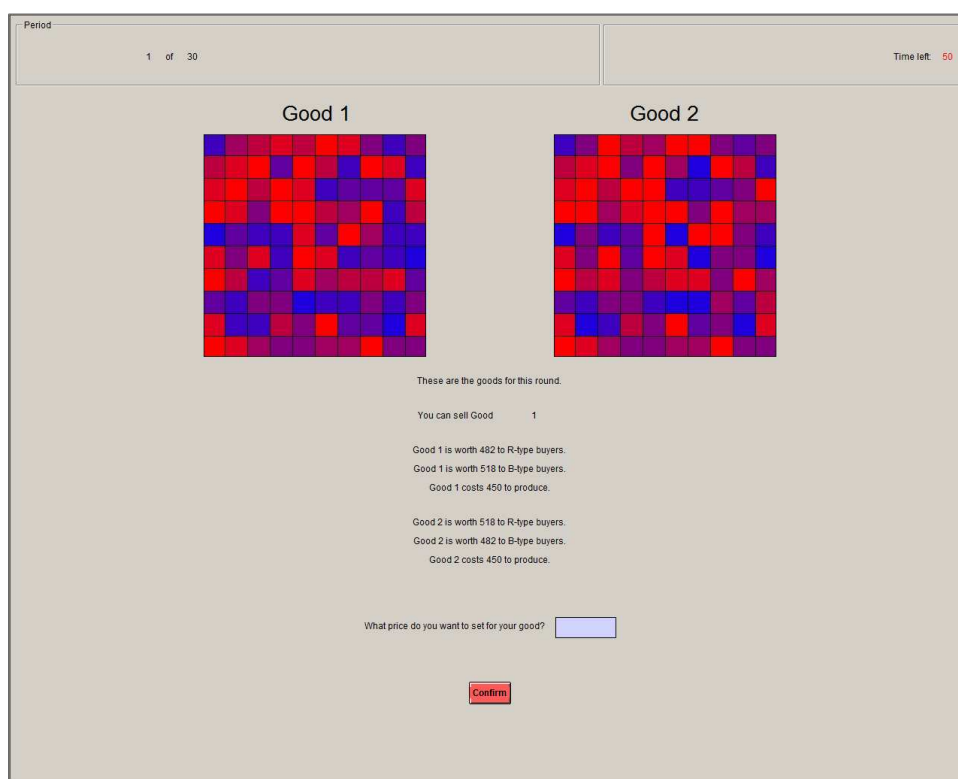 Period
1 of 30
Time left: 50
Good 1
Good 2
These are the goods for this round.
You can sell Good 1
Good 1 is worth 482 to R-type buyers.
Good 1 is worth 518 to B-type buyers.
Good 1 costs 450 to produce.
Good 2 is worth 518 to R-type buyers.
Good 2 is worth 482 to B-type buyers.
Good 2 costs 450 to produce.
What price do you want to set for your good?
Confirm